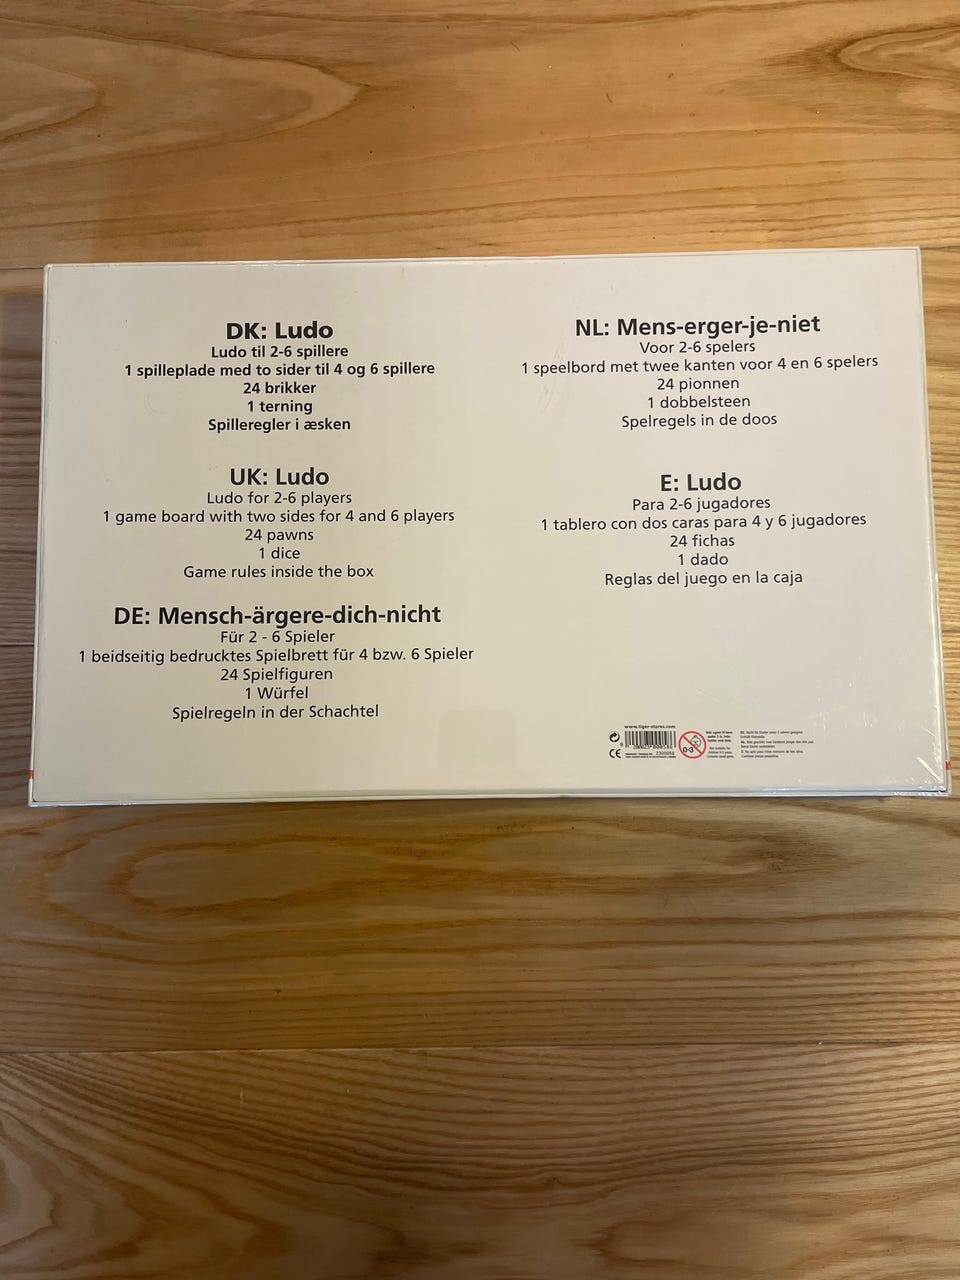 DK: Ludo
Ludo til 2-6 spillere
1 spilleplade med to sider til 4 og 6 spillere
24 brikker
1 terning
Spilleregler i æsken
UK: Ludo
Ludo for 2-6 players
1 game board with two sides for 4 and 6 players
24 pawns
1 dice
Game rules inside the box
DE: Mensch-ärgere-dich-nicht
Für 2 - 6 Spieler
1 beidseitig bedrucktes Spielbrett für 4 bzw. 6 Spieler
24 Spielfiguren
1 Würfel
Spielregeln in der Schachtel
NL: Mens-erger-je-niet
Voor 2-6 spelers
1 speelbord met twee kanten voor 4 en 6 spelers
24 pionnen
1 dobbelsteen
Spelregels in de doos
E: Ludo
Para 2-6 jugadores
1 tablero con dos caras para 4 y 6 jugadores
24 fichas
1 dado
Reglas del juego en la caja
www.tiger-stores.com
CE
0-3